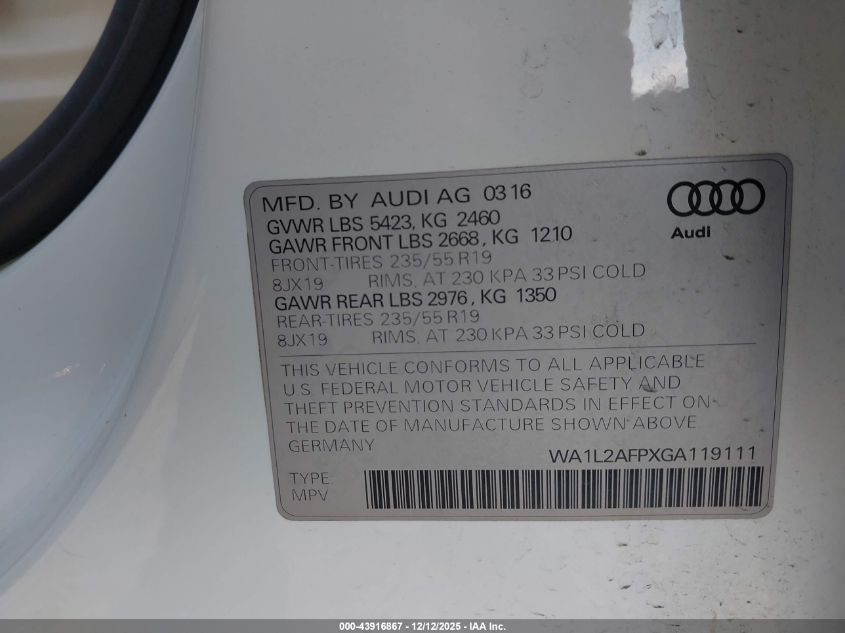 MFD. BY AUDI AG 0316
GVWR LBS 5423, KG 2460
GAWR FRONT LBS 2668, KG 1210
FRONT-TIRES 235/55 R19
8JX19 RIMS, AT 230 KPA 33 PSI COLD
GAWR REAR LBS 2976, KG 1350
REAR-TIRES 235/55 R19
8JX19 RIMS, AT 230 KPA 33 PSI COLD
Audi
THIS VEHICLE CONFORMS TO ALL APPLICABLE
U.S. FEDERAL MOTOR VEHICLE SAFETY AND
THEFT PREVENTION STANDARDS IN EFFECT ON
THE DATE OF MANUFACTURE SHOWN ABOVE
GERMANY
WA1L2AFPXGA119111
TYPE:
MPV
000-43916867 - 12/12/2025 - IAA Inc.